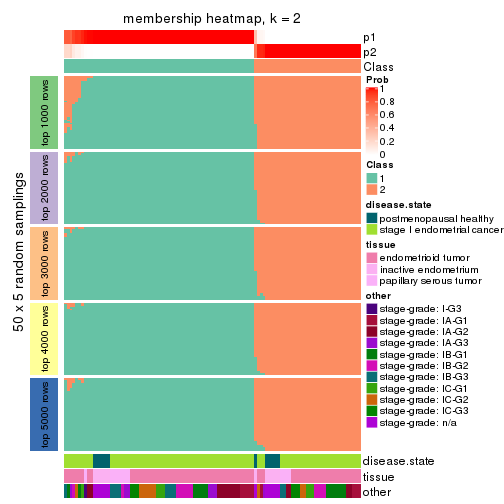 membership heatmap, k = 2
p1
p2
Class
Prob
1
0.8
0.6
0.4
0.2
0
Class
1
2
disease.state
postmenopausal healthy
stage I endometrial cancer
tissue
endometrioid tumor
inactive endometrium
papillary serous tumor
other
stage-grade: I-G3
stage-grade: IA-G1
stage-grade: IA-G2
stage-grade: IA-G3
stage-grade: IB-G1
stage-grade: IB-G2
stage-grade: IB-G3
stage-grade: IC-G1
stage-grade: IC-G2
stage-grade: IC-G3
stage-grade: n/a
50 x 5 random samplings
top 1000 rows
top 2000 rows
top 3000 rows
top 4000 rows
top 5000 rows
disease.state
tissue
other